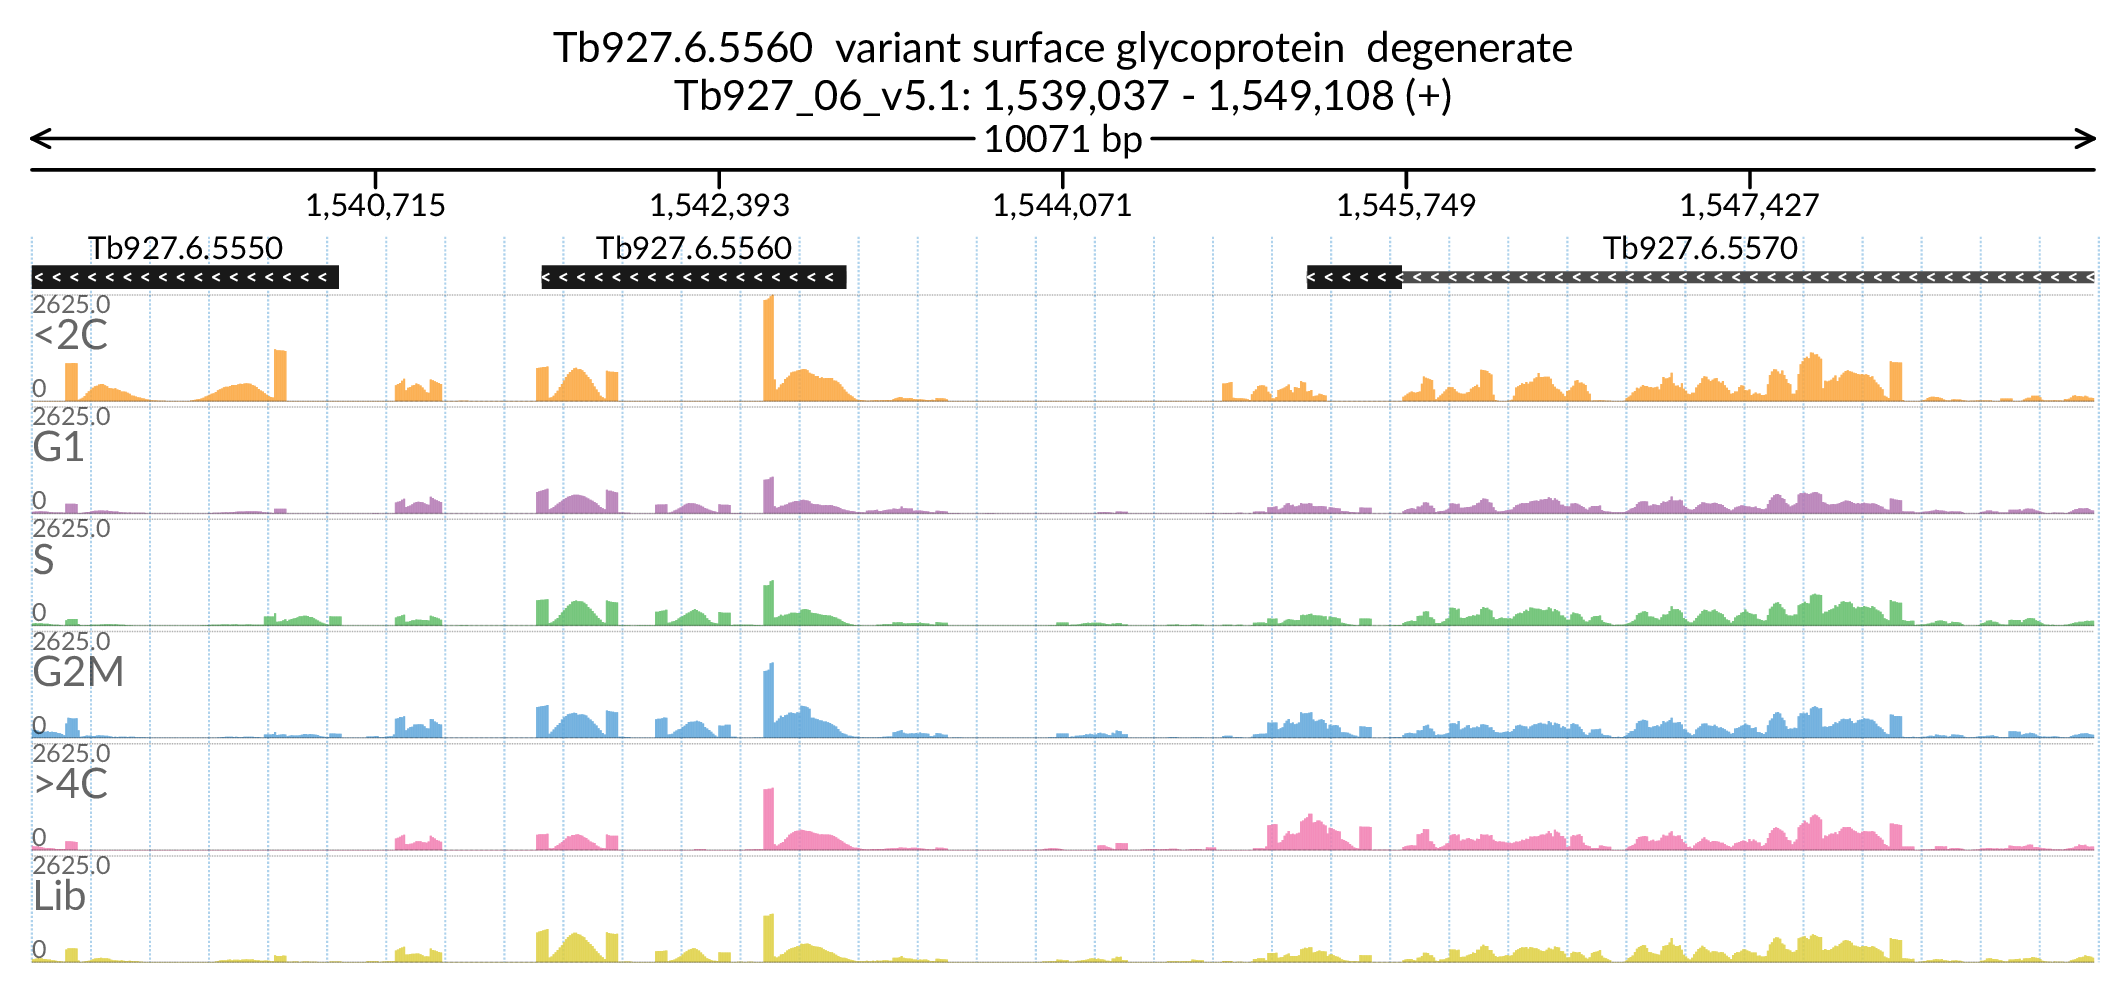 Tb927.6.5560 variant surface glycoprotein degenerate
Tb927_06_v5.1: 1,539,037 - 1,549,108 (+)
10071 bp
1,540,715 1,542,393 1,544,071 1,545,749 1,547,427
Tb927.6.5550 Tb927.6.5560 Tb927.6.5570
2625.0
<2C
0
2625.0
G1
0
2625.0
S
0
2625.0
G2M
0
2625.0
>4C
0
2625.0
Lib
0